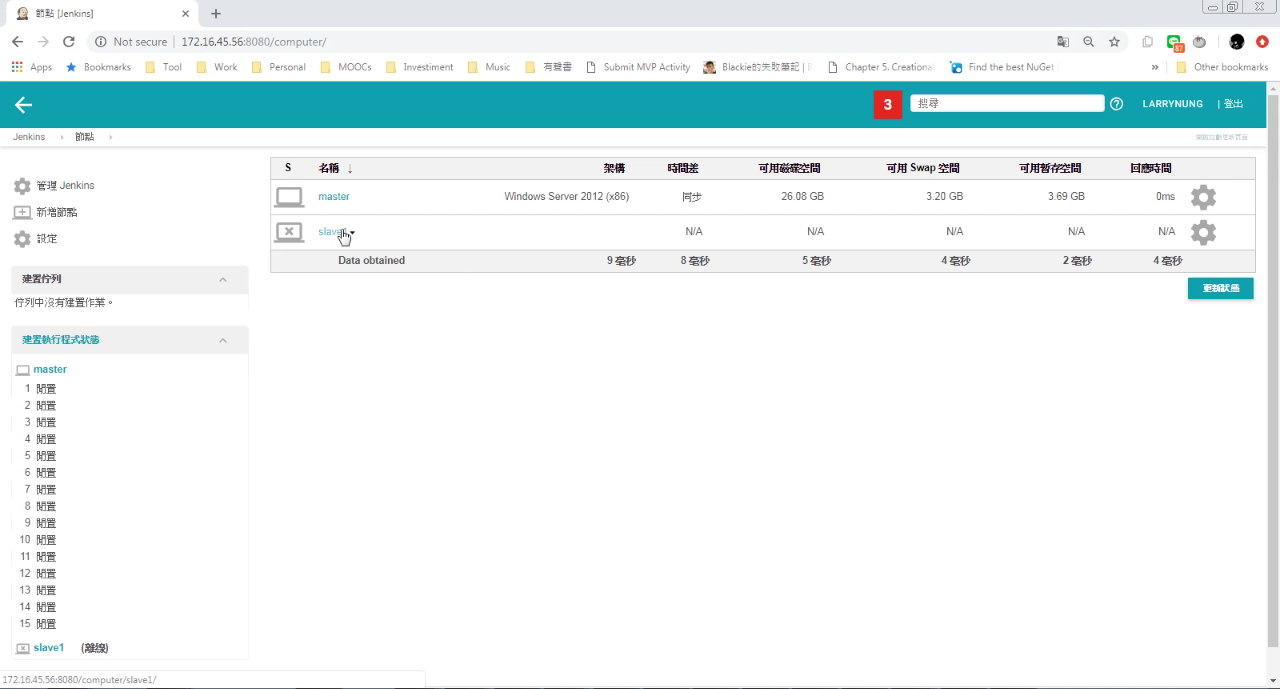 節點 [Jenkins]
Not secure | 172.16.45.56:8080/computer/
Apps Bookmarks Tool Work Personal MOOCs Investiment Music 有聲書 Submit MVP Activity Blackie的失敗筆記 | Chapter 5. Creationa Find the best NuGet » Other bookmarks
3 搜尋 LARRYNUNG | 登出
Jenkins › 節點 ›
管理 Jenkins
新增節點
設定
建置佇列
佇列中沒有建置作業。
建置執行程式狀態
master
1 閒置
2 閒置
3 閒置
4 閒置
5 閒置
6 閒置
7 閒置
8 閒置
9 閒置
10 閒置
11 閒置
12 閒置
13 閒置
14 閒置
15 閒置
slave1 (離線)
S 名稱 ↓ 架構 時間差 可用磁碟空間 可用 Swap 空間 可用暫存空間 回應時間
master Windows Server 2012 (x86) 同步 26.08 GB 3.20 GB 3.69 GB 0ms
slave1 N/A N/A N/A N/A N/A
Data obtained 9 毫秒 8 毫秒 5 毫秒 4 毫秒 2 毫秒 4 毫秒
更新狀態
172.16.45.56:8080/computer/slave1/